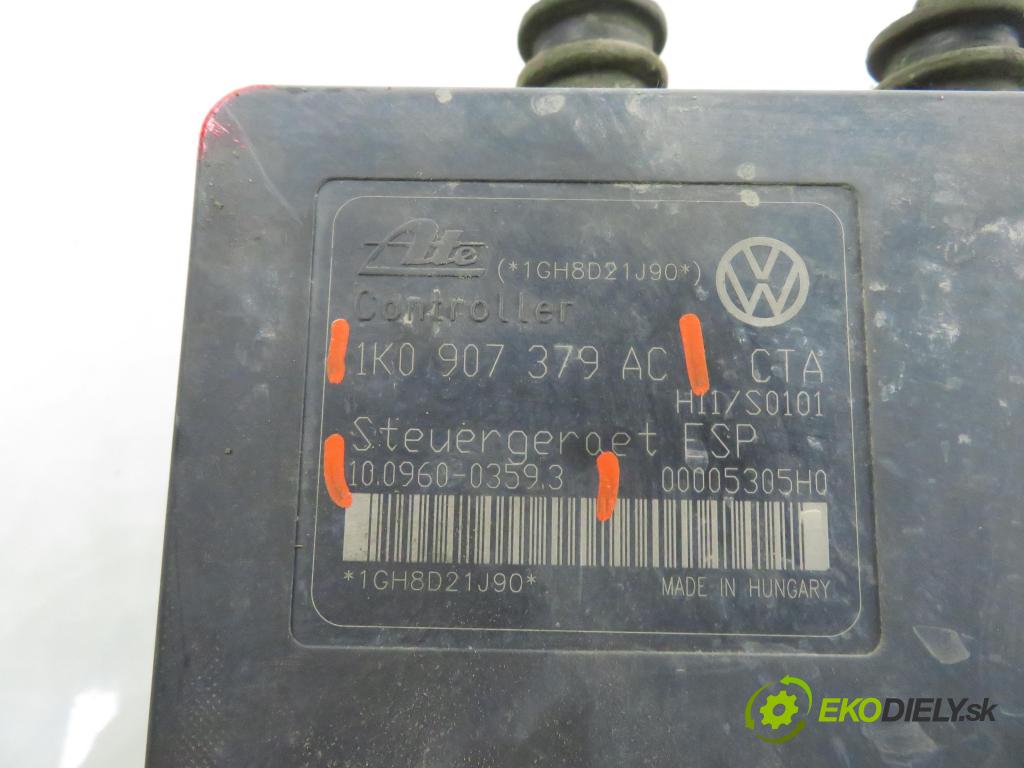 Ate (*1GH8D21J90*)
Controller
1K0 907 379 AC CTA
H11/S0101
Steuergeraet ESP
10.0960-0359.3 00005305H0
*1GH8D21J90* MADE IN HUNGARY
EKODIELY.sk